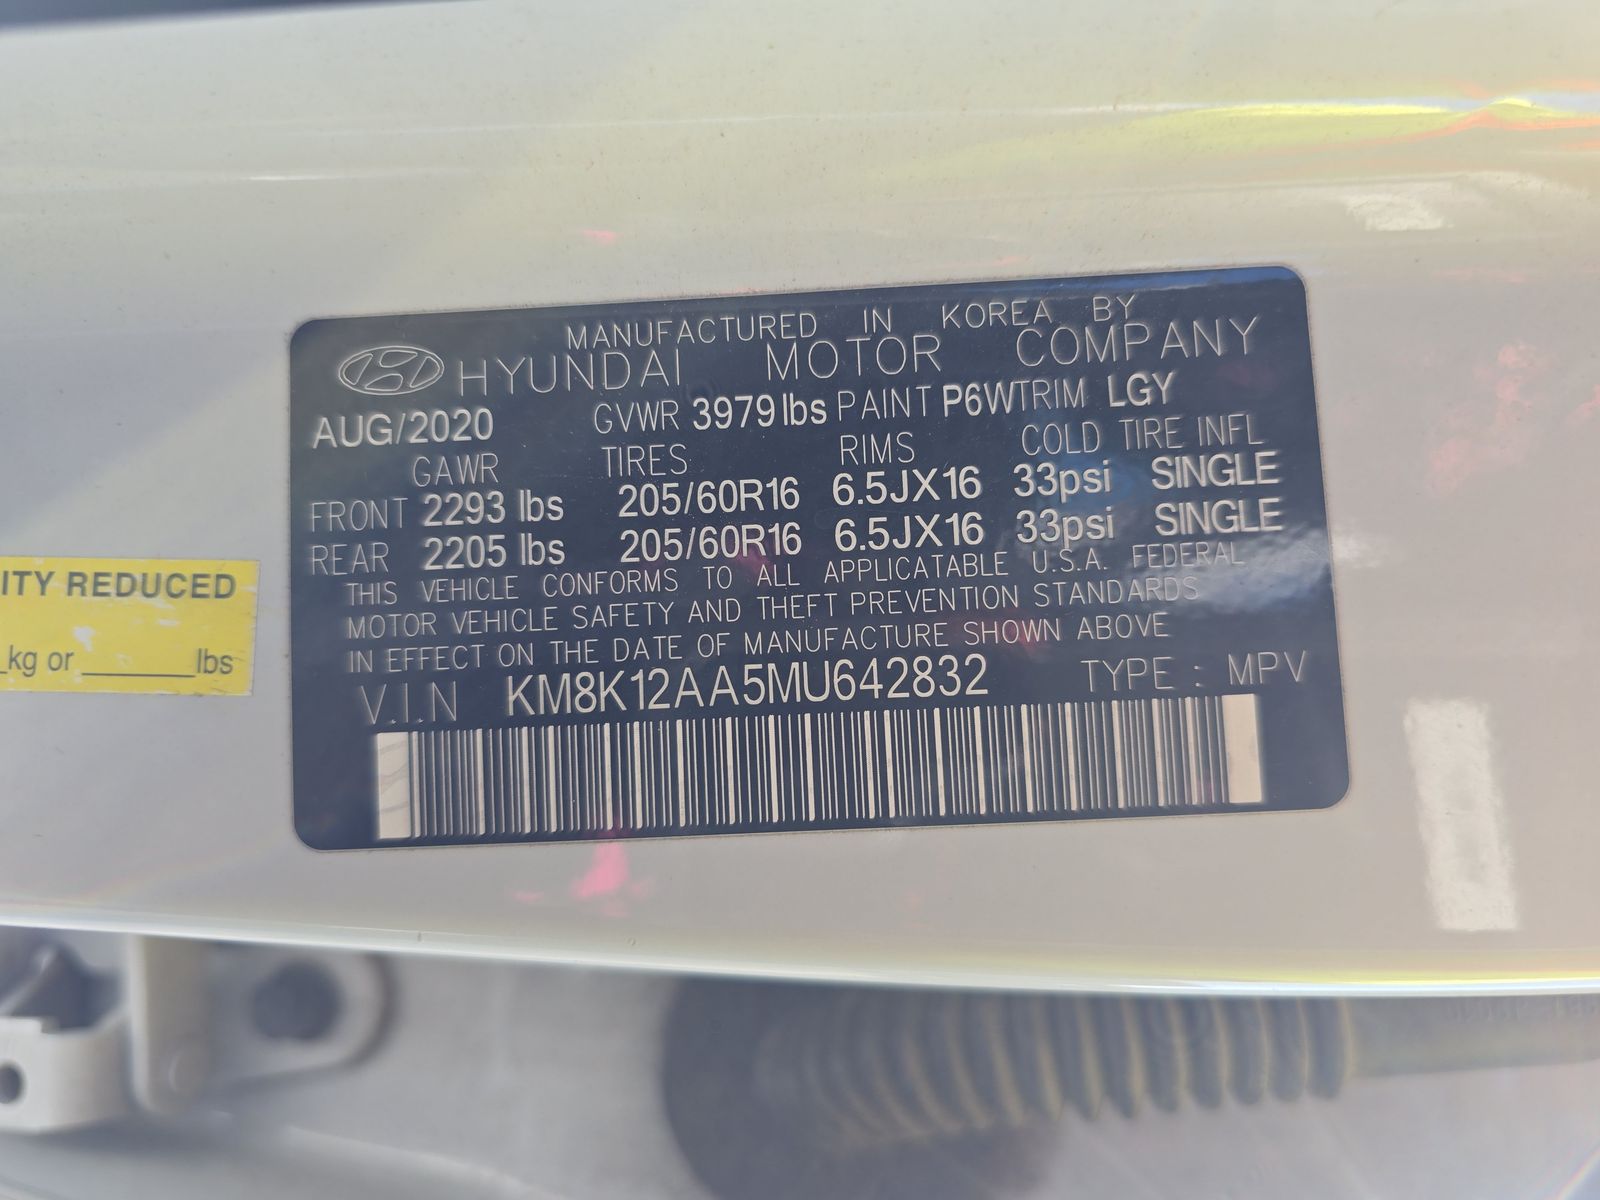 MANUFACTURED IN KOREA BY
HYUNDAI MOTOR COMPANY
AUG/2020 GVWR 3979 lbs PAINT P6W TRIM LGY
GAWR TIRES RIMS COLD TIRE INFL
FRONT 2293 lbs 205/60R16 6.5JX16 33psi SINGLE
REAR 2205 lbs 205/60R16 6.5JX16 33psi SINGLE
THIS VEHICLE CONFORMS TO ALL APPLICATABLE U.S.A. FEDERAL
MOTOR VEHICLE SAFETY AND THEFT PREVENTION STANDARDS
IN EFFECT ON THE DATE OF MANUFACTURE SHOWN ABOVE
V.I.N KM8K12AA5MU642832 TYPE : MPV
ITY REDUCED
kg or ______ lbs